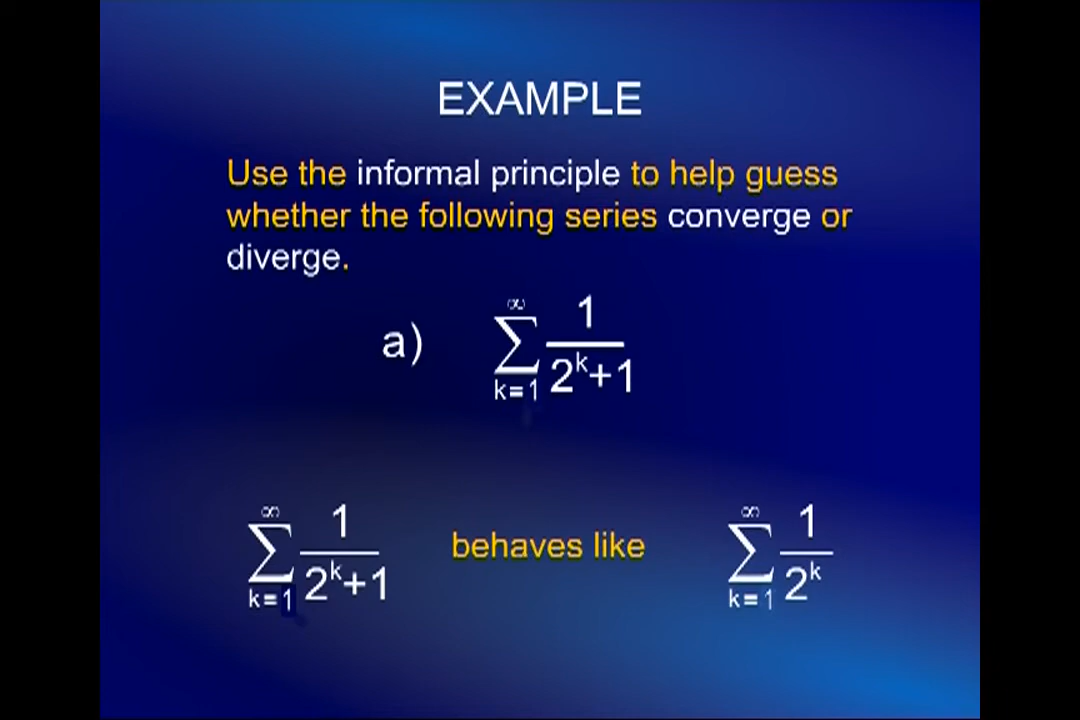 EXAMPLE
Use the informal principle to help guess
whether the following series converge or
diverge.
a) ∑_{k=1}^{∞} 1/(2^k+1)
∑_{k=1}^{∞} 1/(2^k+1) behaves like ∑_{k=1}^{∞} 1/2^k